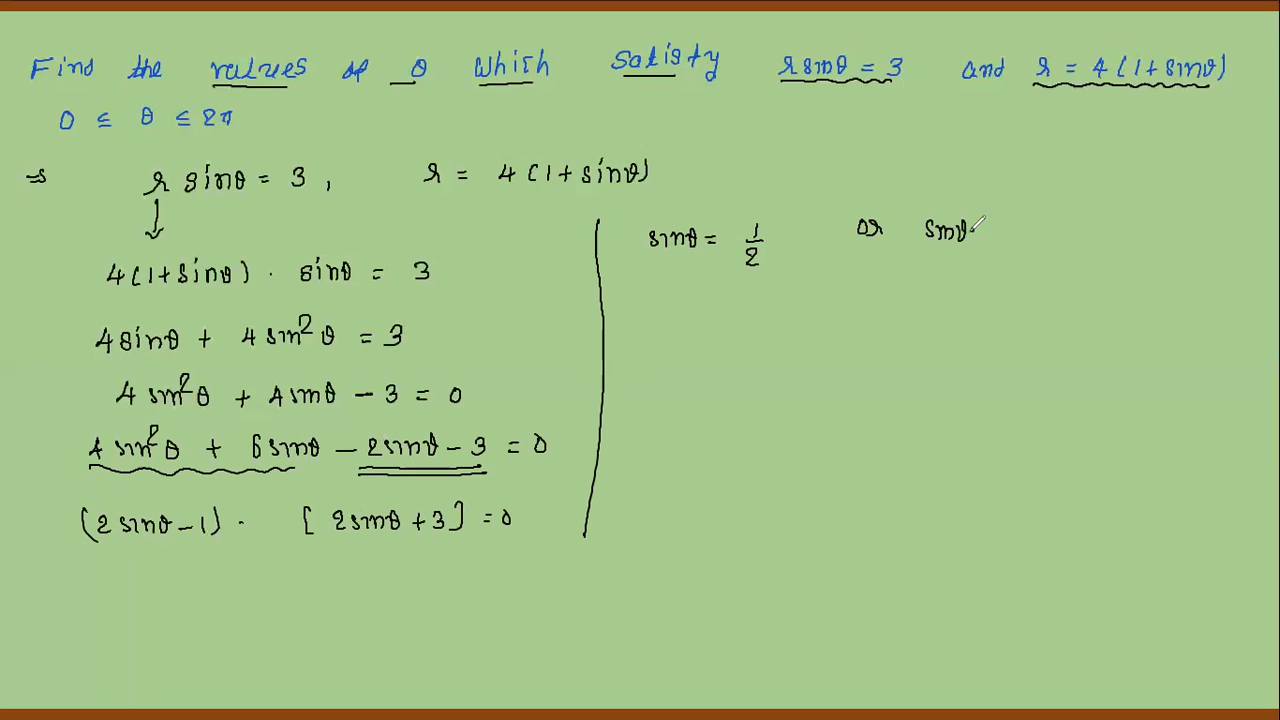 Find the values of θ which satisfy r sinθ = 3 and r = 4(1+sinθ)
0 ≤ θ ≤ 2π
⇒ r sinθ = 3, r = 4(1+sinθ)
↓
4(1+sinθ) · sinθ = 3
4sinθ + 4sin²θ = 3
4sin²θ + 4sinθ − 3 = 0
4sin²θ + 6sinθ − 2sinθ − 3 = 0
(2sinθ−1) · [2sinθ+3] = 0
sinθ = 1/2 or sinθ